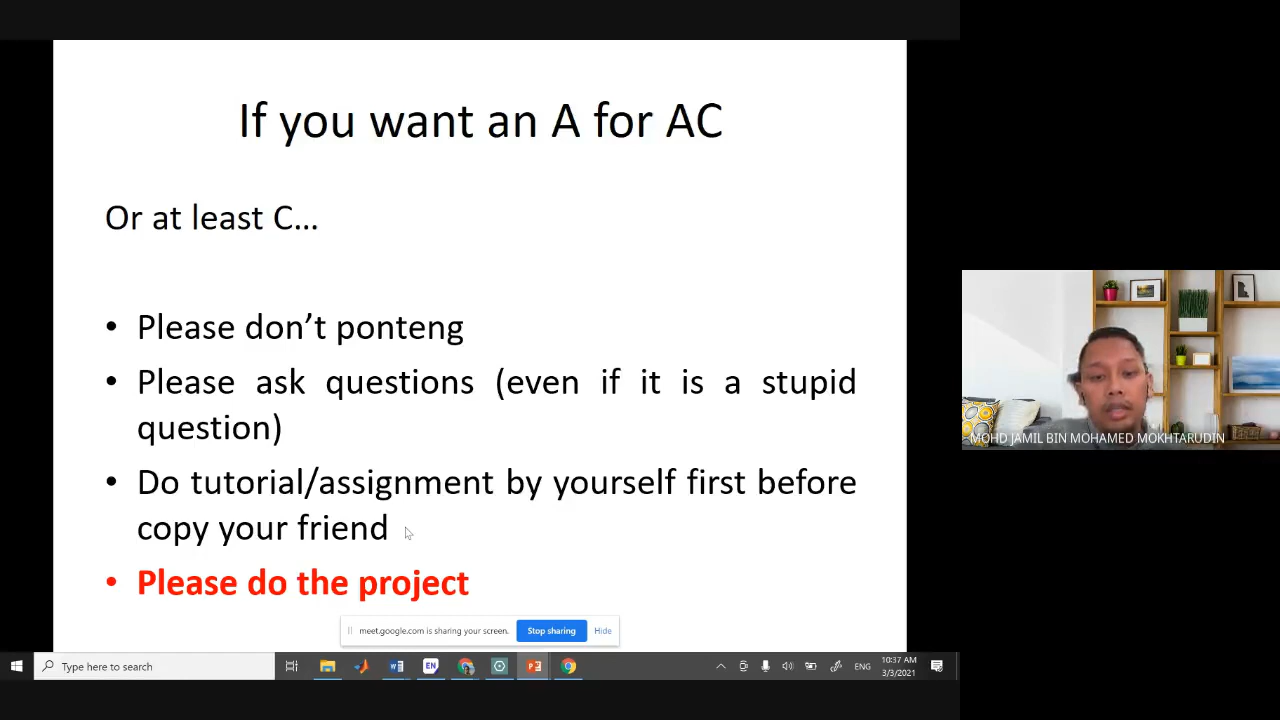 If you want an A for AC
Or at least C...
• Please don't ponteng
• Please ask questions (even if it is a stupid
question)
• Do tutorial/assignment by yourself first before
copy your friend
• Please do the project
MOHD JAMIL BIN MOHAMED MOKHTARUDIN
meet.google.com is sharing your screen.
Stop sharing
Hide
Type here to search
EN
ENG
10:37 AM
3/3/2021